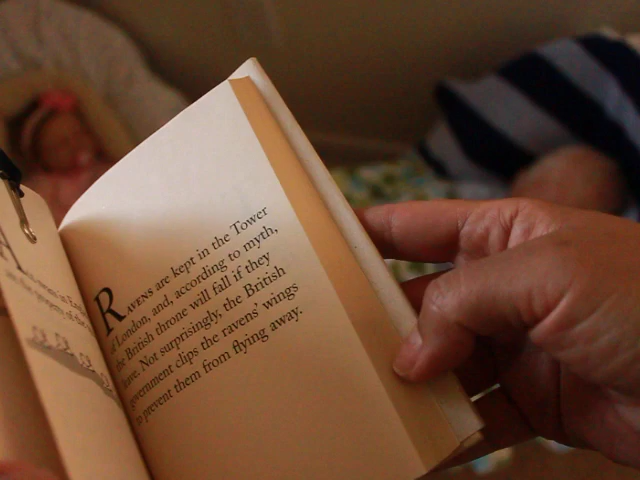 RAVENS are kept in the Tower
of London, and, according to myth,
the British throne will fall if they
leave. Not surprisingly, the British
government clips the ravens' wings
to prevent them from flying away.